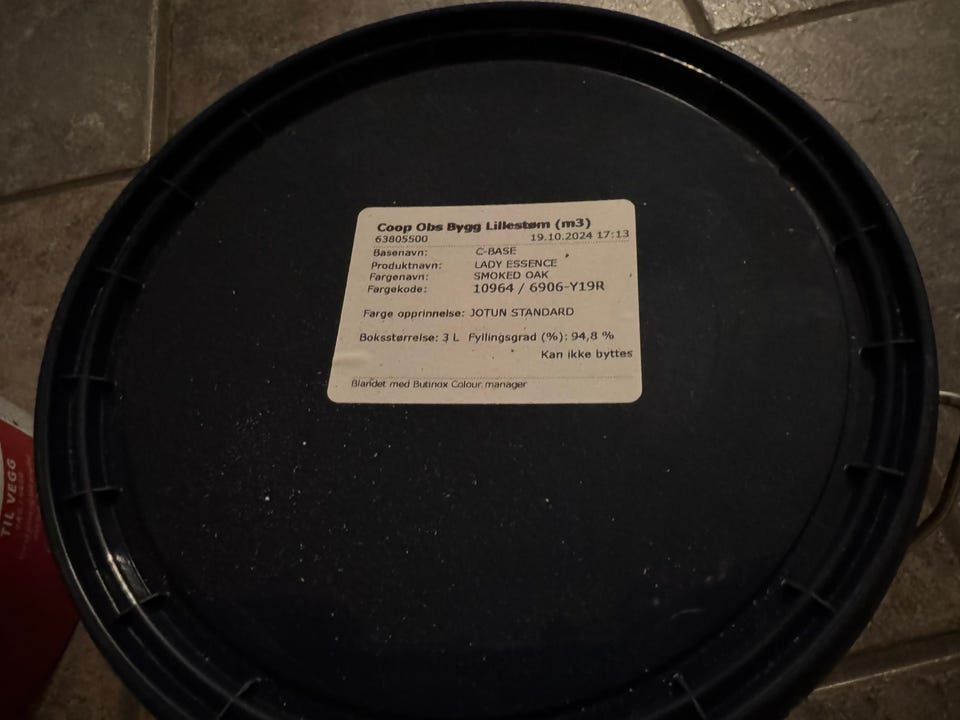 Coop Obs Bygg Lillestøm (m3)
63805500 19.10.2024 17:13
Basenavn: C-BASE
Produktnavn: LADY ESSENCE
Fargenavn: SMOKED OAK
Fargekode: 10964 / 6906-Y19R
Farge opprinnelse: JOTUN STANDARD
Boksstørrelse: 3 L Fyllingsgrad (%): 94,8 %
Kan ikke byttes
Blandet med Butinox Colour manager
TIL VEGG